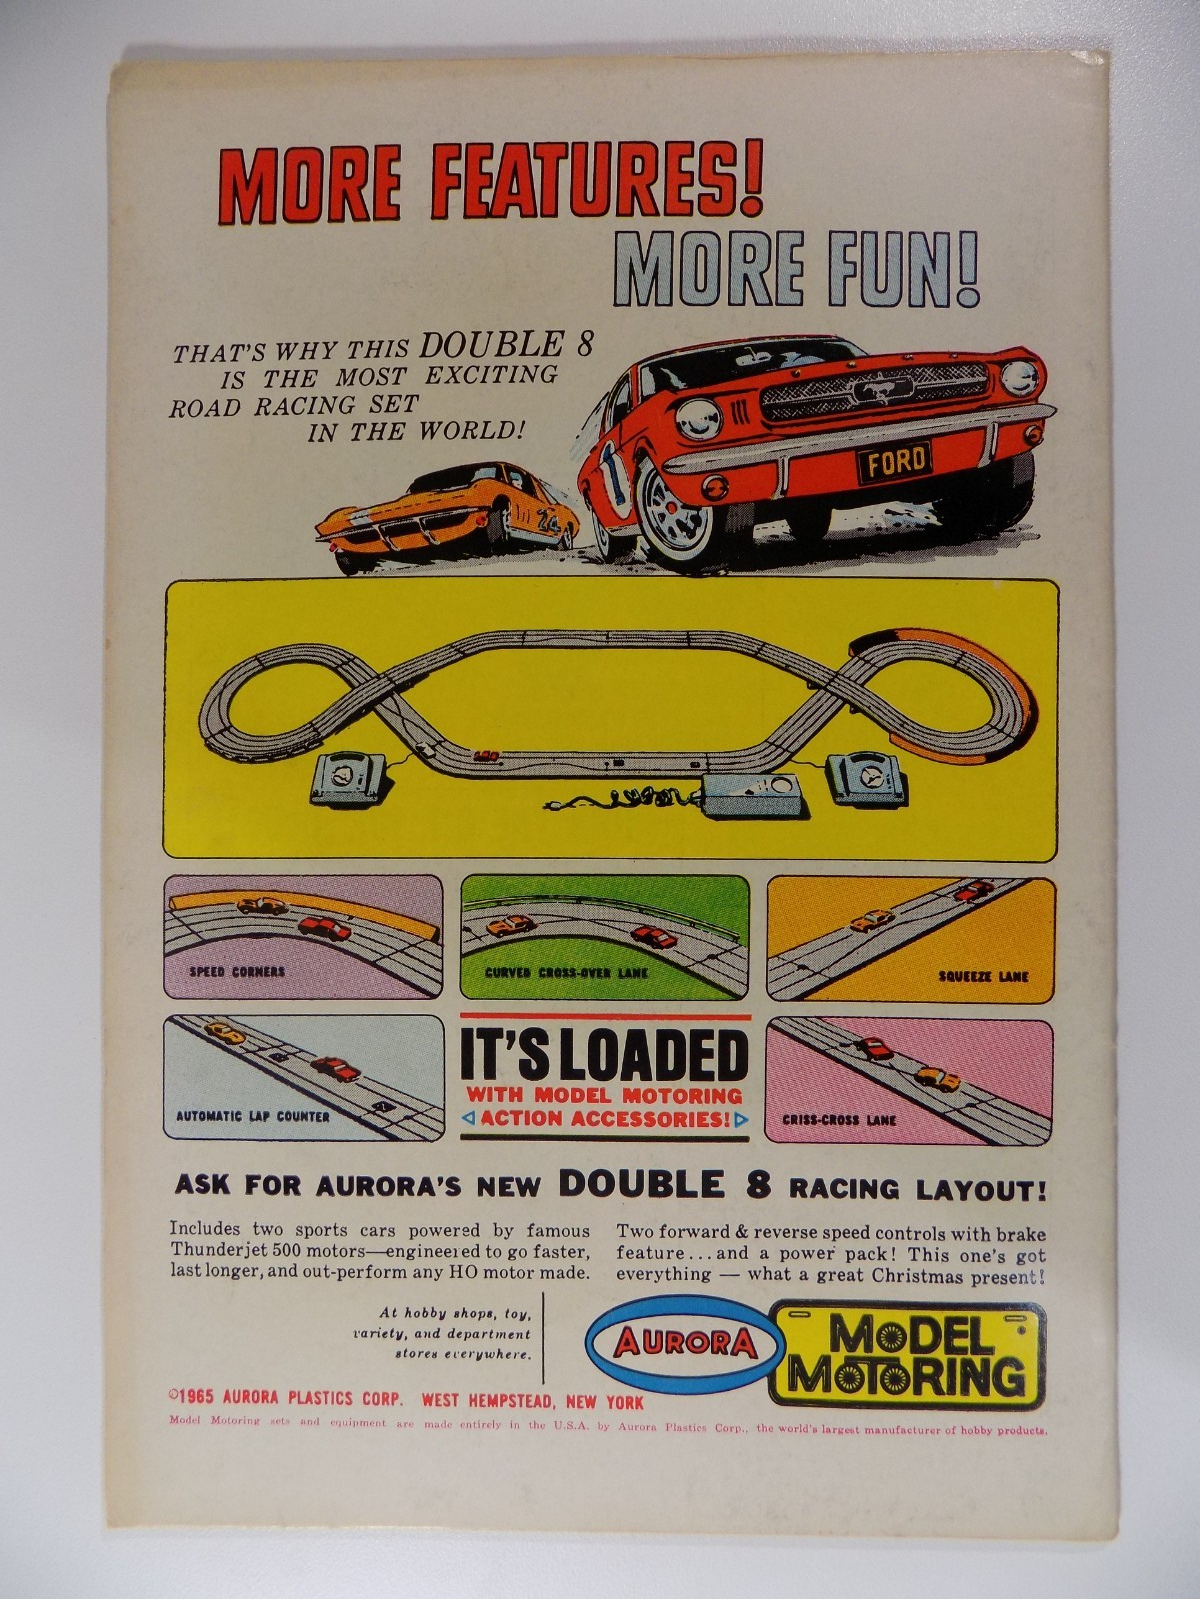 MORE FEATURES!
MORE FUN!
THAT'S WHY THIS DOUBLE 8
IS THE MOST EXCITING
ROAD RACING SET
IN THE WORLD!
FORD
24
1
SPEED CORNERS
CURVED CROSS-OVER LANE
SQUEEZE LANE
AUTOMATIC LAP COUNTER
IT'S LOADED
WITH MODEL MOTORING
ACTION ACCESSORIES!
CRISS-CROSS LANE
ASK FOR AURORA'S NEW DOUBLE 8 RACING LAYOUT!
Includes two sports cars powered by famous
Thunderjet 500 motors—engineered to go faster,
last longer, and out-perform any HO motor made.
Two forward & reverse speed controls with brake
feature...and a power pack! This one's got
everything — what a great Christmas present!
At hobby shops, toy,
variety, and department
stores everywhere.
AURORA
MODEL
MOTORING
©1965 AURORA PLASTICS CORP. WEST HEMPSTEAD, NEW YORK
Model Motoring sets and equipment are made entirely in the U.S.A. by Aurora Plastics Corp., the world's largest manufacturer of hobby products.